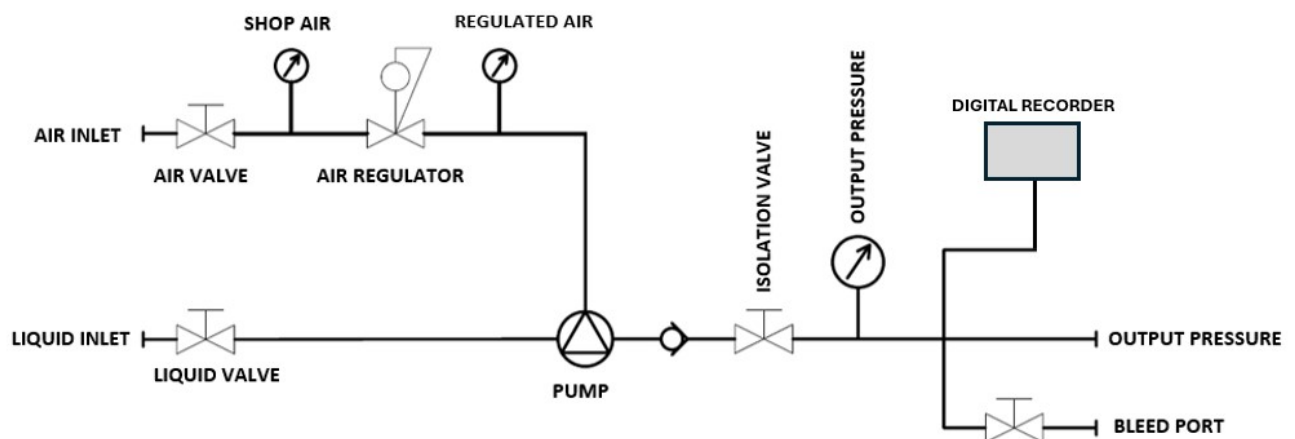 SHOP AIR
REGULATED AIR
OUTPUT PRESSURE
DIGITAL RECORDER
AIR INLET
AIR VALVE
AIR REGULATOR
ISOLATION VALVE
LIQUID INLET
LIQUID VALVE
PUMP
OUTPUT PRESSURE
BLEED PORT